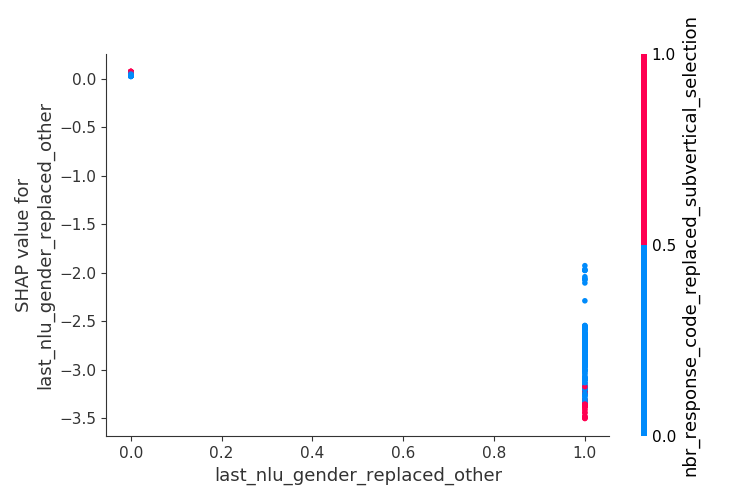 SHAP value for
last_nlu_gender_replaced_other
0.0
−0.5
−1.0
−1.5
−2.0
−2.5
−3.0
−3.5
0.0 0.2 0.4 0.6 0.8 1.0
last_nlu_gender_replaced_other
1.0
0.5
0.0
nbr_response_code_replaced_subvertical_selection